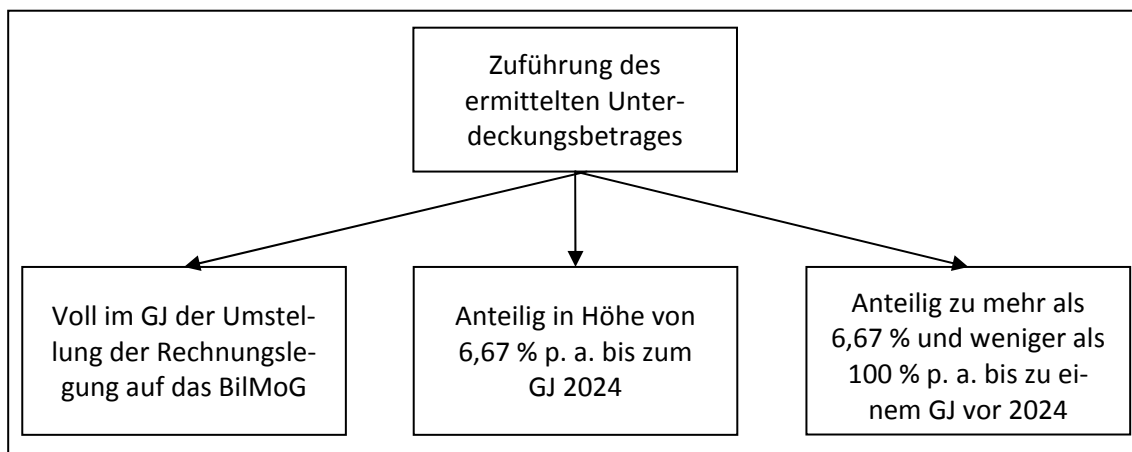 Zuführung des
ermittelten Unter-
deckungsbetrages
Voll im GJ der Umstel-
lung der Rechnungsle-
gung auf das BilMoG
Anteilig in Höhe von
6,67 % p. a. bis zum
GJ 2024
Anteilig zu mehr als
6,67 % und weniger als
100 % p. a. bis zu ei-
nem GJ vor 2024